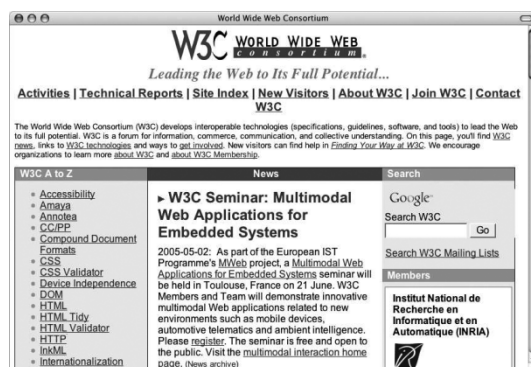 World Wide Web Consortium
W3C WORLD WIDE WEB
consortium
Leading the Web to Its Full Potential...
Activities | Technical Reports | Site Index | New Visitors | About W3C | Join W3C | Contact
W3C
The World Wide Web Consortium (W3C) develops interoperable technologies (specifications, guidelines, software, and tools) to lead the Web
to its full potential. W3C is a forum for information, commerce, communication, and collective understanding. On this page, you'll find W3C
news, links to W3C technologies and ways to get involved. New visitors can find help in Finding Your Way at W3C. We encourage
organizations to learn more about W3C and about W3C Membership.
W3C A to Z
Accessibility
Amaya
Annotea
CC/PP
Compound Document
Formats
CSS
CSS Validator
Device Independence
DOM
HTML
HTML Tidy
HTML Validator
HTTP
InkML
Internationalization
News
▸ W3C Seminar: Multimodal
Web Applications for
Embedded Systems
2005-05-02: As part of the European IST
Programme's MWeb project, a Multimodal Web
Applications for Embedded Systems seminar will
be held in Toulouse, France on 21 June. W3C
Members and Team will demonstrate innovative
multimodal Web applications related to new
environments such as mobile devices,
automotive telematics and ambient intelligence.
Please register. The seminar is free and open to
the public. Visit the multimodal interaction home
page. (News archive)
Search
Google
Search W3C
Go
Search W3C Mailing Lists
Members
Institut National de
Recherche en
Informatique et en
Automatique (INRIA)